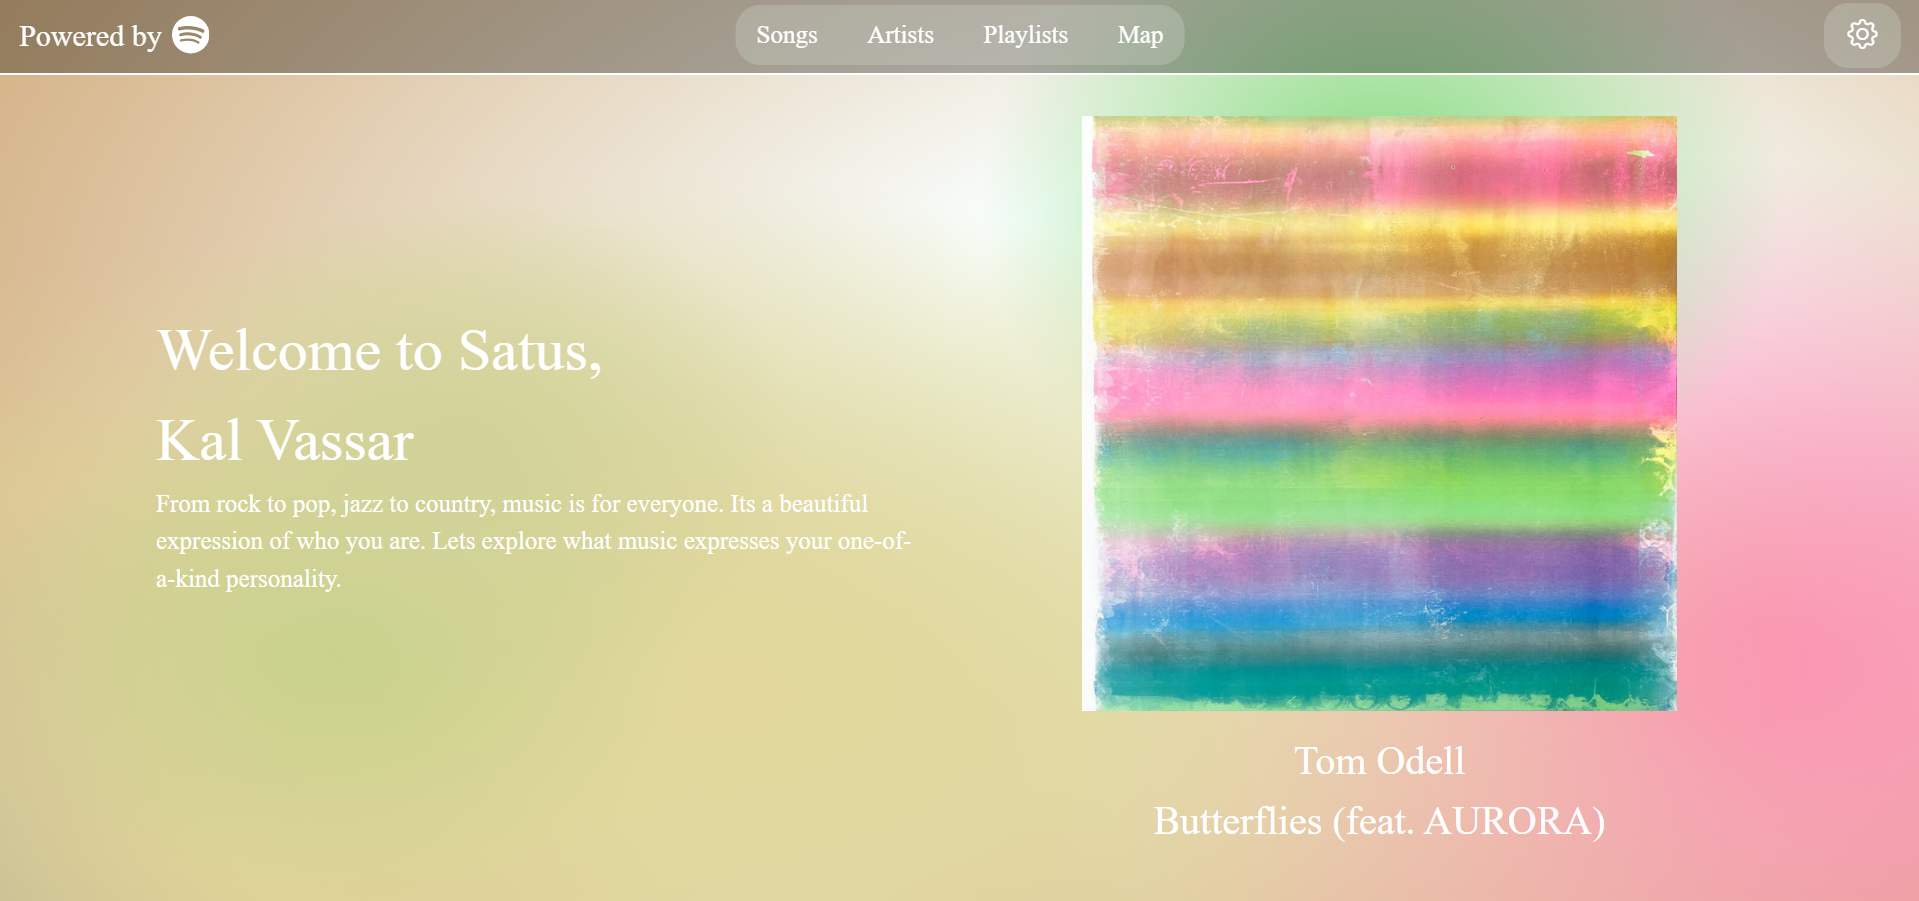 Powered by
Songs Artists Playlists Map
Welcome to Satus,
Kal Vassar
From rock to pop, jazz to country, music is for everyone. Its a beautiful
expression of who you are. Lets explore what music expresses your one-of-
a-kind personality.
Tom Odell
Butterflies (feat. AURORA)